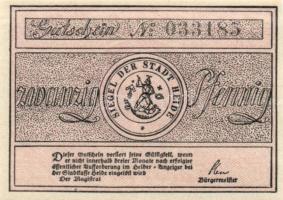 Gutschein No 033185
zwanzig Pfennig
SIEGEL DER STADT HEIDE
Dieser Gutschein verliert seine Gültigkeit, wenn
er nicht innerhalb dreier Monate nach erfolgter
öffentlicher Aufforderung im Heider-Anzeiger bei
der Stadtkasse Heide eingelöst wird
Der Magistrat
Bürgermeister